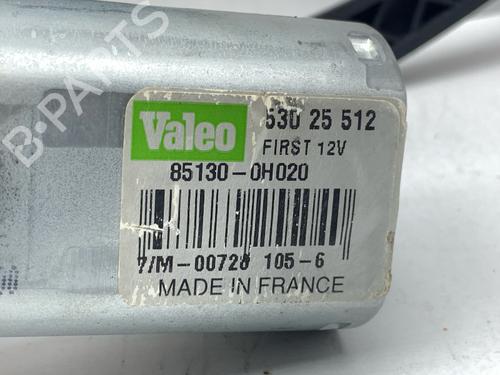 Valeo 530 25 512
FIRST 12V
85130-0H020
7/M-00728 105-6
MADE IN FRANCE
B-PARTS